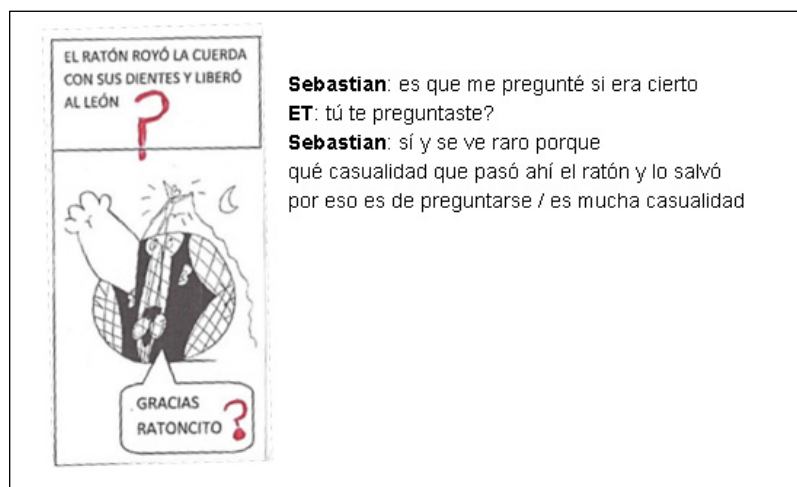 EL RATÓN ROYÓ LA CUERDA
CON SUS DIENTES Y LIBERÓ
AL LEÓN ?
GRACIAS
RATONCITO ?
Sebastian: es que me pregunté si era cierto
ET: tú te preguntaste?
Sebastian: sí y se ve raro porque
qué casualidad que pasó ahí el ratón y lo salvó
por eso es de preguntarse / es mucha casualidad